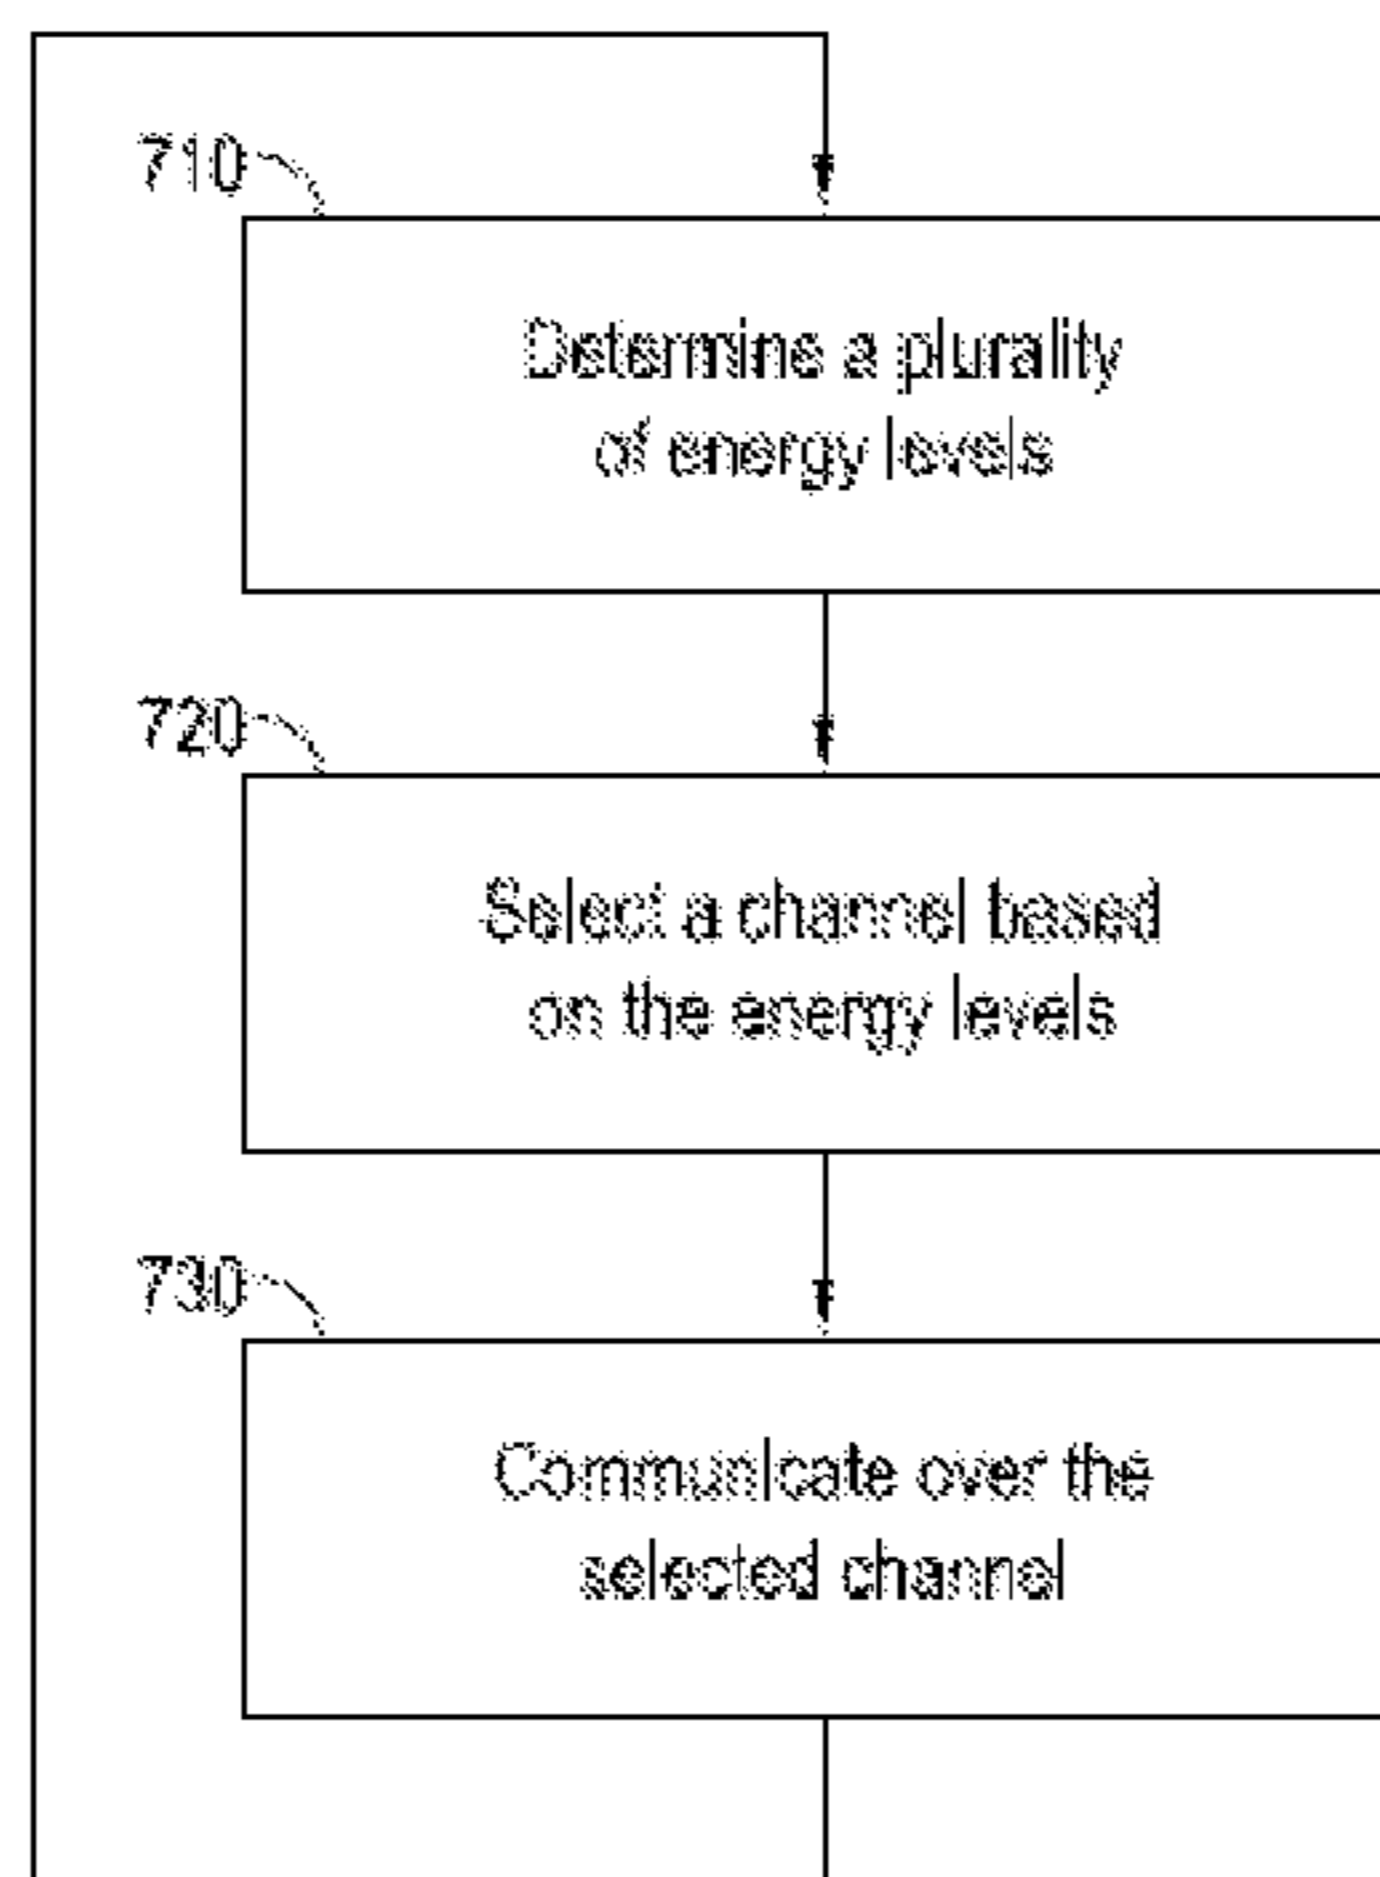 710
Determine a plurality
of energy levels
720
Select a channel based
on the energy levels
730
Communicate over the
selected channel